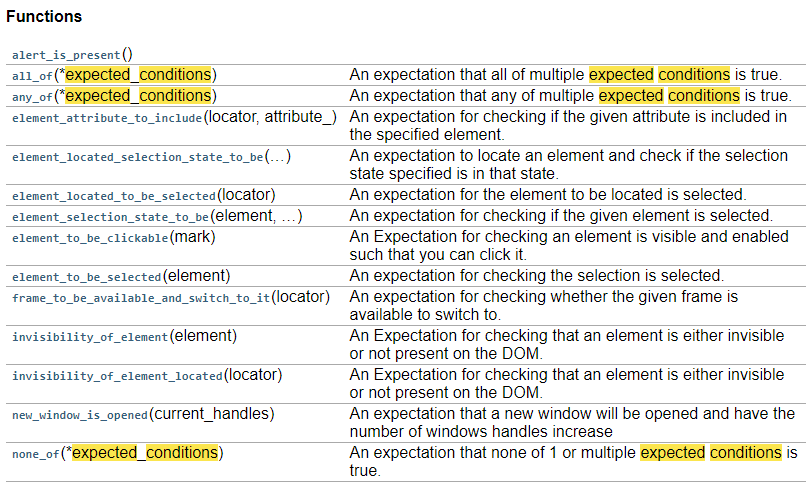 Functions
alert_is_present()
all_of(*expected_conditions) An expectation that all of multiple expected conditions is true.
any_of(*expected_conditions) An expectation that any of multiple expected conditions is true.
element_attribute_to_include(locator, attribute_) An expectation for checking if the given attribute is included in
the specified element.
element_located_selection_state_to_be(…) An expectation to locate an element and check if the selection
state specified is in that state.
element_located_to_be_selected(locator) An expectation for the element to be located is selected.
element_selection_state_to_be(element, …) An expectation for checking if the given element is selected.
element_to_be_clickable(mark) An Expectation for checking an element is visible and enabled
such that you can click it.
element_to_be_selected(element) An expectation for checking the selection is selected.
frame_to_be_available_and_switch_to_it(locator) An expectation for checking whether the given frame is
available to switch to.
invisibility_of_element(element) An Expectation for checking that an element is either invisible
or not present on the DOM.
invisibility_of_element_located(locator) An Expectation for checking that an element is either invisible
or not present on the DOM.
new_window_is_opened(current_handles) An expectation that a new window will be opened and have the
number of windows handles increase
none_of(*expected_conditions) An expectation that none of 1 or multiple expected conditions is
true.